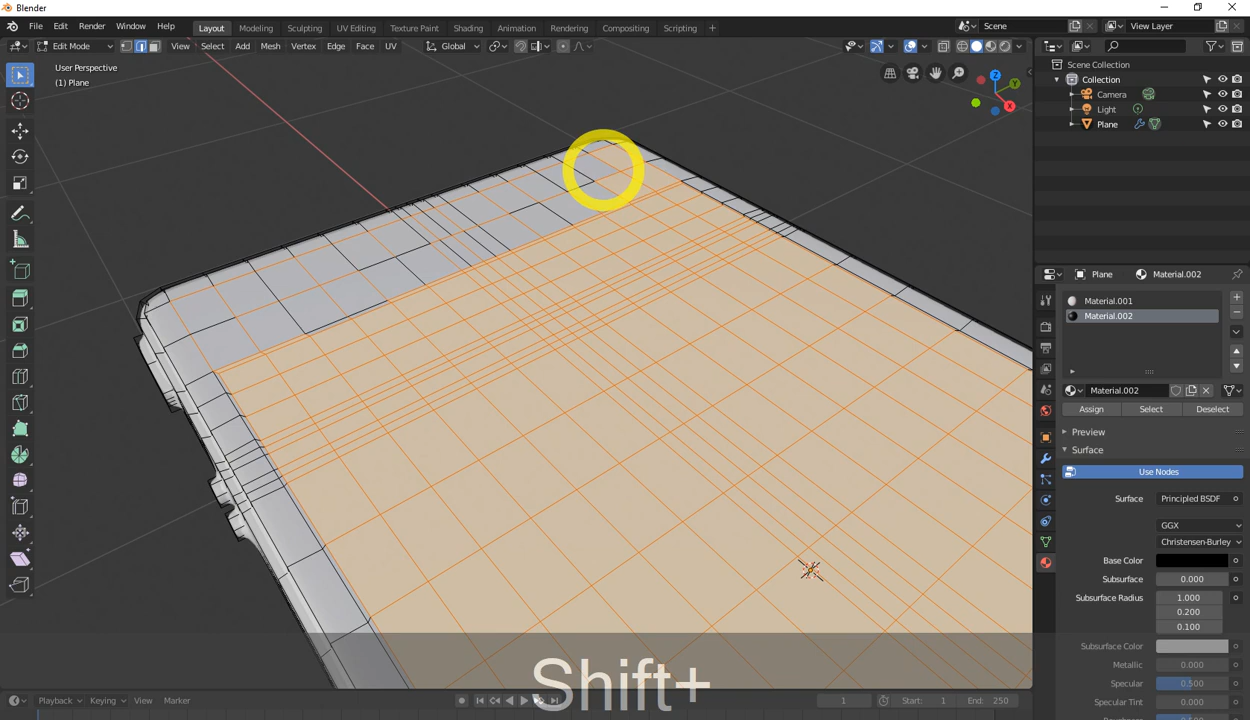 Blender
File Edit Render Window Help Layout Modeling Sculpting UV Editing Texture Paint Shading Animation Rendering Compositing Scripting + Scene View Layer
Edit Mode View Select Add Mesh Vertex Edge Face UV Global
User Perspective
(1) Plane
Z
Y
X
Scene Collection
Collection
Camera
Light
Plane
Plane Material.002
Material.001
Material.002
Material.002
Assign Select Deselect
Preview
Surface
Use Nodes
Surface Principled BSDF
GGX
Christensen-Burley
Base Color
Subsurface 0.000
Subsurface Radius 1.000
0.200
0.100
Subsurface Color
Metallic 0.000
Specular 0.500
Specular Tint 0.000
Shift+
Playback Keying View Marker 1 Start: 1 End: 250